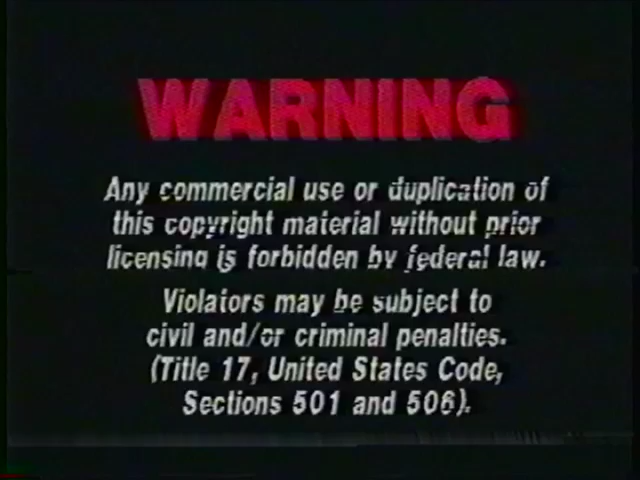 WARNING
Any commercial use or duplication of
this copyright material without prior
licensing is forbidden by federal law.
Violators may be subject to
civil and/or criminal penalties.
(Title 17, United States Code,
Sections 501 and 506).